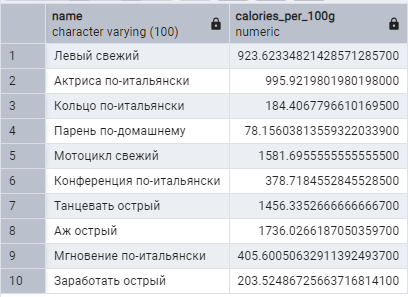 name calories_per_100g
character varying (100) numeric
1 Левый свежий 923.62334821428571285700
2 Актриса по-итальянски 995.9219801980198000
3 Кольцо по-итальянски 184.4067796610169500
4 Парень по-домашнему 78.15603813559322033900
5 Мотоцикл свежий 1581.6955555555555500
6 Конференция по-итальянски 378.7184552845528500
7 Танцевать острый 1456.3352666666666700
8 Аж острый 1736.0266187050359700
9 Мгновение по-итальянски 405.60050632911392493700
10 Заработать острый 203.52486725663716814100